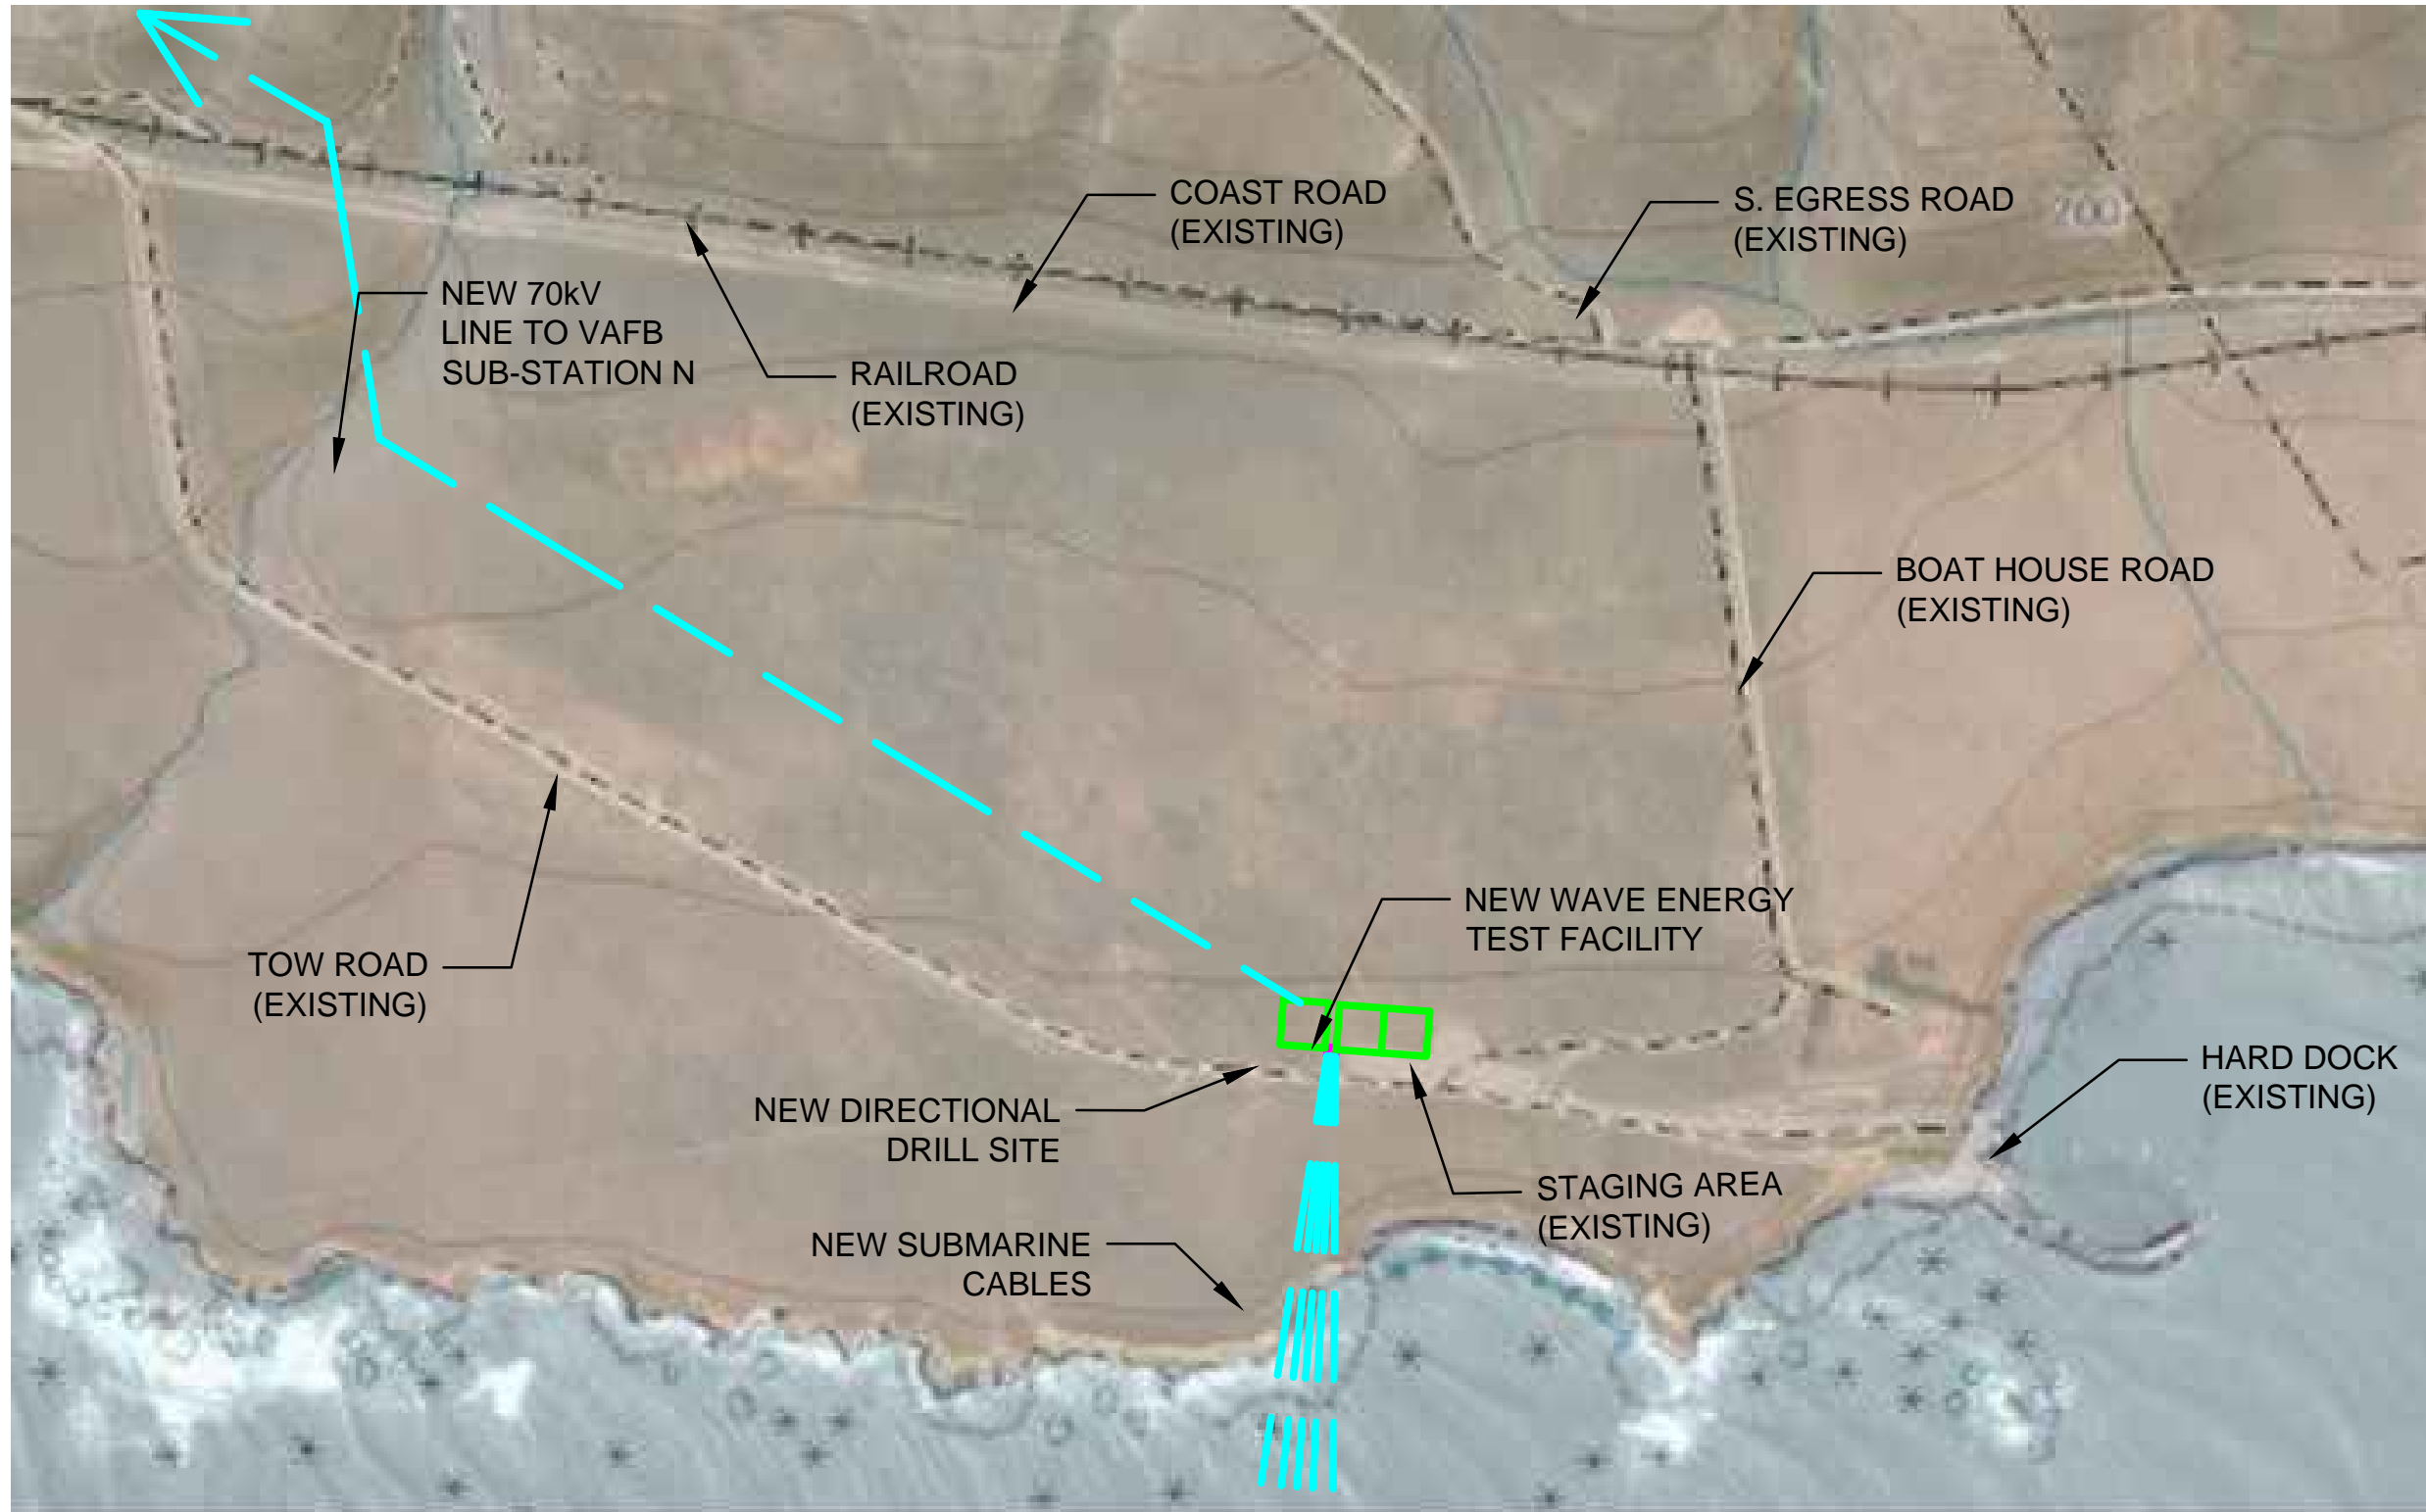 COAST ROAD
(EXISTING)
S. EGRESS ROAD
(EXISTING)
200
NEW 70kV
LINE TO VAFB
SUB-STATION N
RAILROAD
(EXISTING)
BOAT HOUSE ROAD
(EXISTING)
NEW WAVE ENERGY
TEST FACILITY
TOW ROAD
(EXISTING)
HARD DOCK
(EXISTING)
NEW DIRECTIONAL
DRILL SITE
STAGING AREA
(EXISTING)
NEW SUBMARINE
CABLES